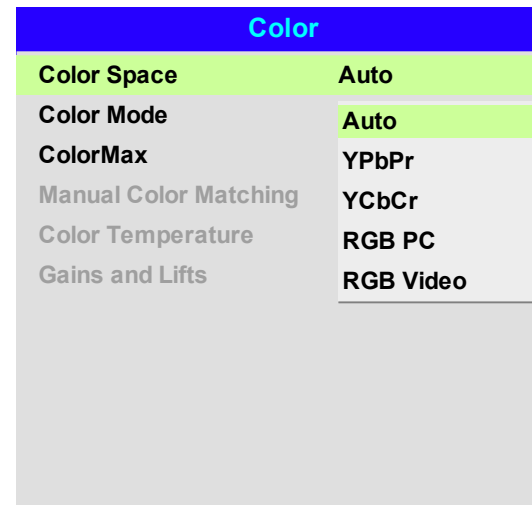 Color
Color Space Auto
Color Mode Auto
ColorMax YPbPr
Manual Color Matching YCbCr
Color Temperature RGB PC
Gains and Lifts RGB Video